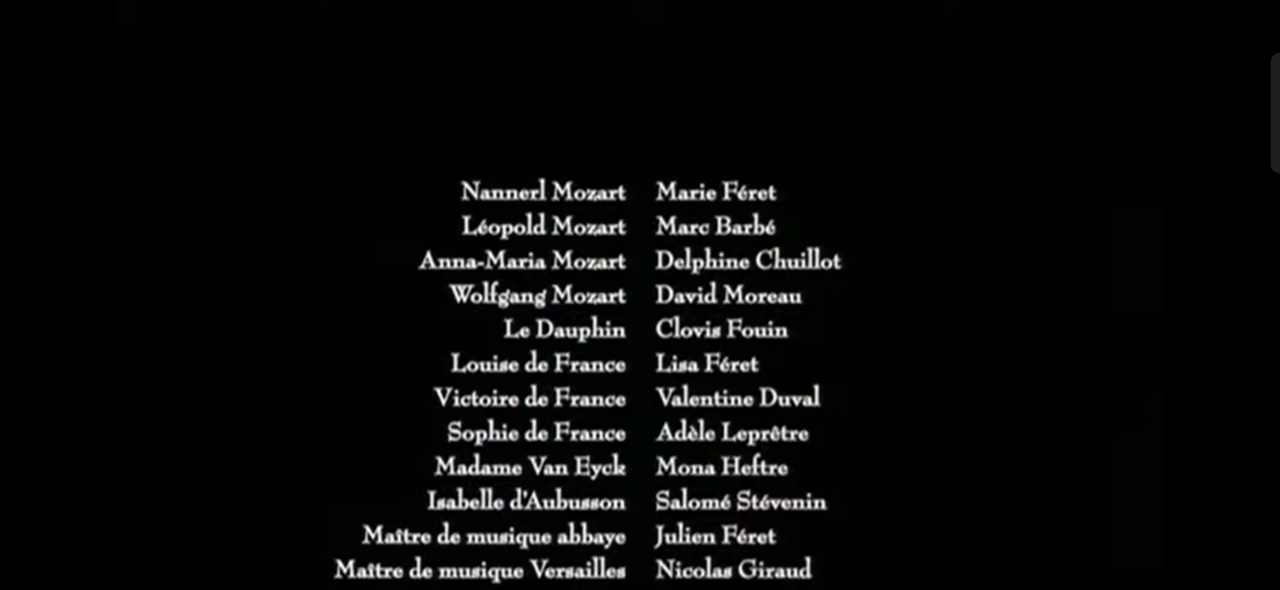 Nannerl Mozart Marie Féret
Léopold Mozart Marc Barbé
Anna-Maria Mozart Delphine Chuillot
Wolfgang Mozart David Moreau
Le Dauphin Clovis Fouin
Louise de France Lisa Féret
Victoire de France Valentine Duval
Sophie de France Adèle Leprêtre
Madame Van Eyck Mona Heftre
Isabelle d'Aubusson Salomé Stévenin
Maître de musique abbaye Julien Féret
Maître de musique Versailles Nicolas Giraud